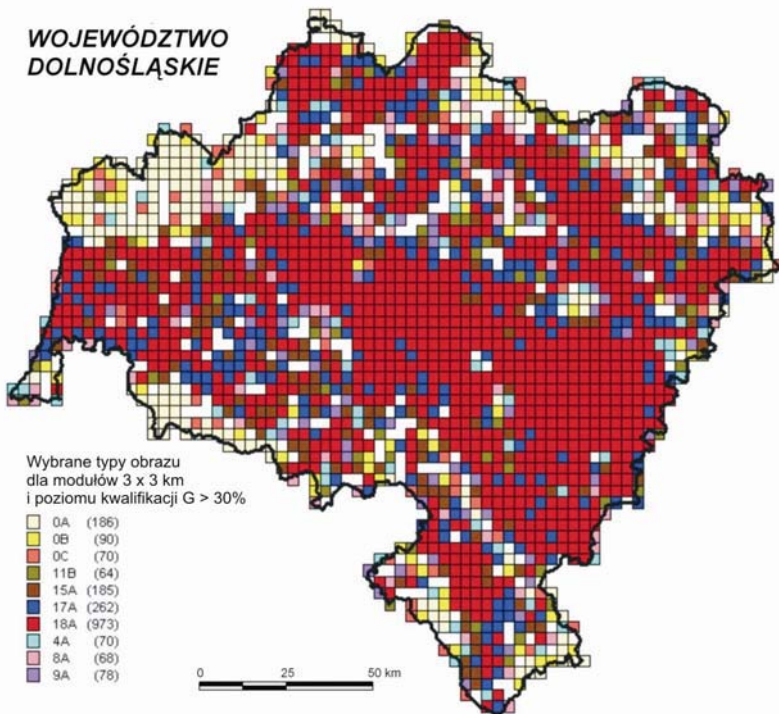 WOJEWÓDZTWO
DOLNOŚLĄSKIE
Wybrane typy obrazu
dla modułów 3 x 3 km
i poziomu kwalifikacji G > 30%
0A (186)
0B (90)
0C (70)
11B (64)
15A (185)
17A (262)
18A (973)
4A (70)
8A (68)
9A (78)
0 25 50 km